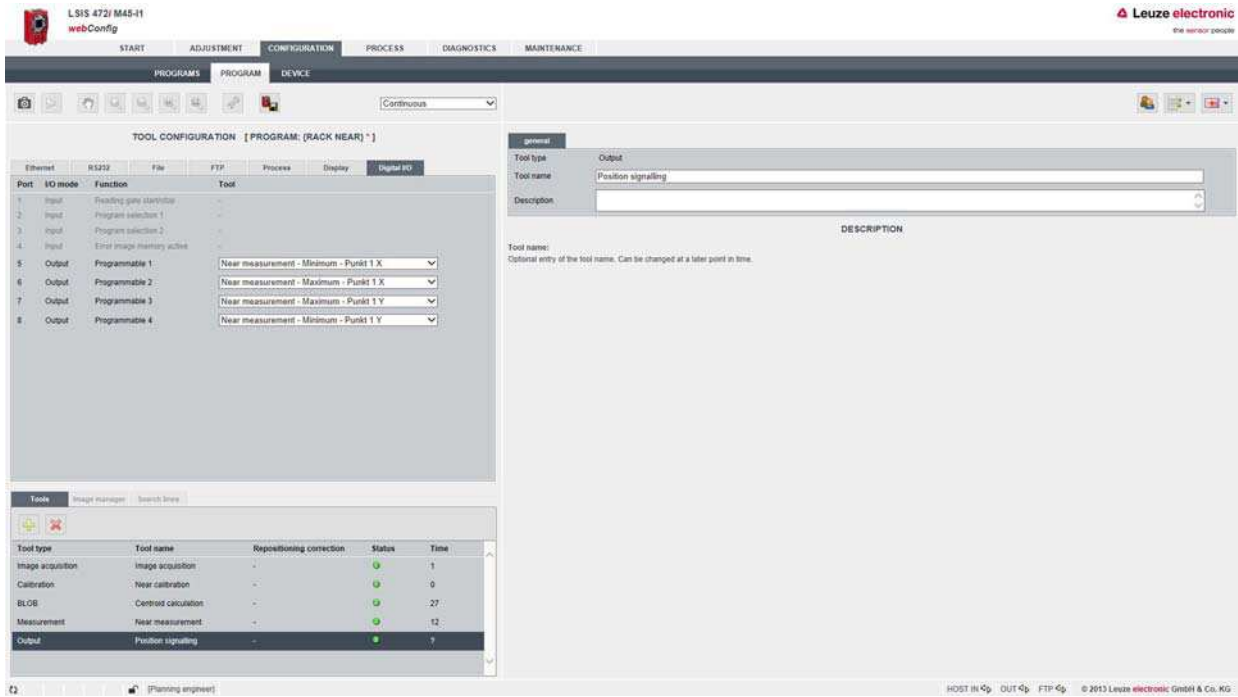 LSIS 472i M45-I1
webConfig
Leuze electronic
the sensor people
START ADJUSTMENT CONFIGURATION PROCESS DIAGNOSTICS MAINTENANCE
PROGRAMS PROGRAM DEVICE
Continuous
TOOL CONFIGURATION [ PROGRAM: (RACK NEAR) * ]
Ethernet RS232 File FTP Process Display Digital I/O
Port I/O mode Function Tool
1 Input Reading gate start/stop -
2 Input Program selection 1 -
3 Input Program selection 2 -
4 Input Error image memory active -
5 Output Programmable 1 Near measurement - Minimum - Punkt 1 X
6 Output Programmable 2 Near measurement - Maximum - Punkt 1 X
7 Output Programmable 3 Near measurement - Maximum - Punkt 1 Y
8 Output Programmable 4 Near measurement - Minimum - Punkt 1 Y
Tools Image manager Search lines
Tool type Tool name Repositioning correction Status Time
Image acquisition Image acquisition - 1
Calibration Near calibration - 0
BLOB Centroid calculation - 27
Measurement Near measurement - 12
Output Position signalling - ?
general
Tool type Output
Tool name Position signalling
Description
DESCRIPTION
Tool name:
Optional entry of the tool name. Can be changed at a later point in time.
[Planning engineer]
HOST IN OUT FTP © 2013 Leuze electronic GmbH & Co. KG